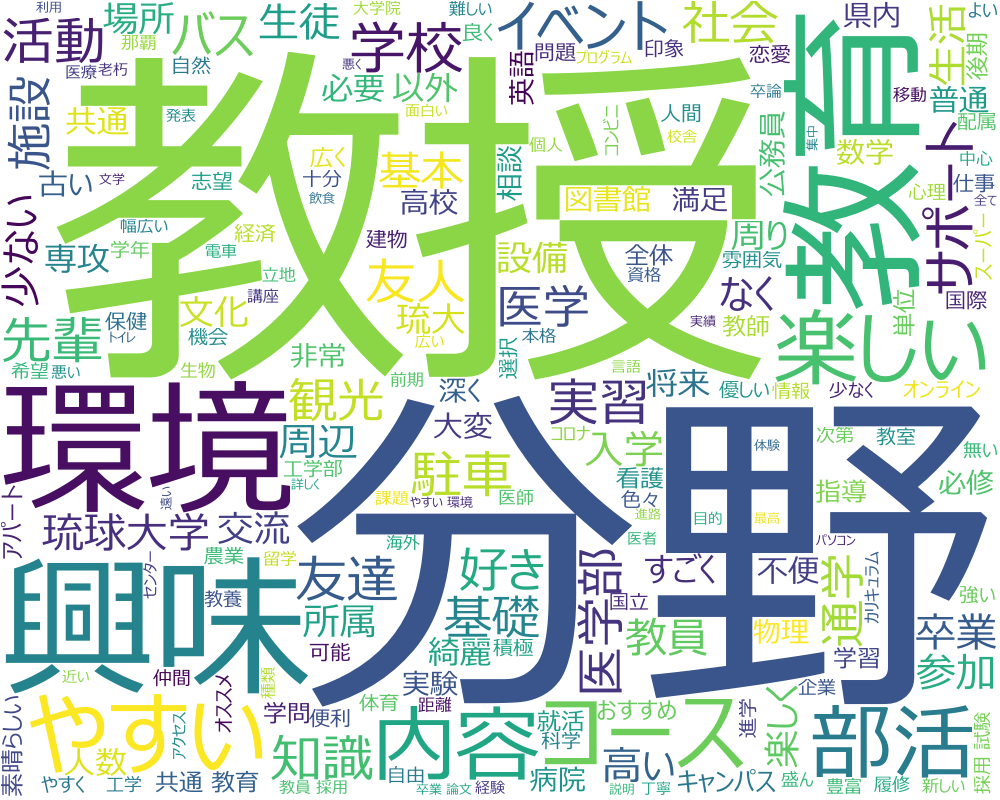 教授
分野
教育
環境
興味
やすい
内容
コース
部活
楽しい
サポート
学校
イベント
社会
活動
バス
生徒
場所
大学院
難しい
良く
利用
那覇
医療
老朽
自然
悪く
プログラム
問題
印象
恋愛
県内
よい
後期
生活
普通
移動
配属
英語
必要
以外
面白い
コンビニ
人間
卒論
公務員
集中
数学
中心
仕事
全て
心理
スーパー
施設
共通
発表
古い
文学
志望
広く
十分
飲食
基本
高校
相談
個人
校舎
図書館
満足
周り
雰囲気
単位
国際
少ない
専攻
幅広い
学年
経済
電車
立地
建物
友人
設備
全体
資格
なく
教師
実績
先輩
保健
トイレ
文化
機会
講座
琉大
広い
医学
本格
選択
言語
希望
悪い
生物
非常
前期
深く
実習
将来
優しい
情報
少なく
オンライン
観光
大変
コロナ
入学
体験
次第
教室
無い
周辺
工学部
詳しく
遠い
駐車
課題
やすい 環境
医師
看護
色々
進路
目的
最高
指導
必修
アパート
琉球大学
交流
農業
留学
海外
医者
パソコン
センター
教養
友達
好き
すごく
不便
通学
カリキュラム
強い
国立
所属
基礎
医学部
教員
物理
卒業
可能
綺麗
積極
学習
参加
近い
仲間
オススメ
種類
体育
実験
距離
企業
素晴らしい
人数
アクセス
学問
便利
知識
就活
科学
おすすめ
進学
楽しく
採用 試験
やすく
工学
共通 教育
教員 採用
自由
卒業 論文
経験
病院
高い
説明
丁寧
キャンパス
盛ん
豊富
履修
新しい